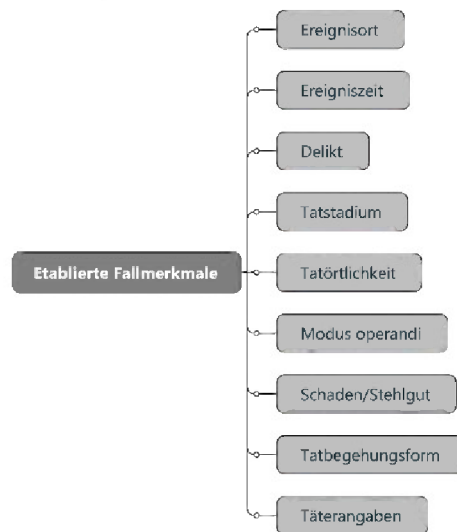 Ereignisort
Ereigniszeit
Delikt
Tatstadium
Etablierte Fallmerkmale
Tatörtlichkeit
Modus operandi
Schaden/Stehlgut
Tatbegehungsform
Täterangaben